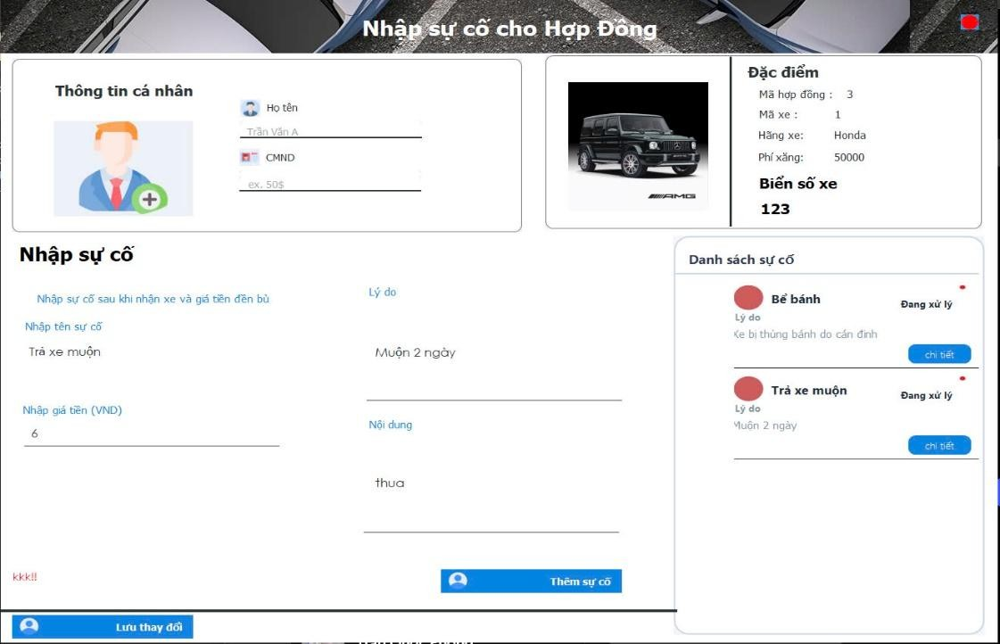 Nhập sự cố cho Hợp Đồng
Thông tin cá nhân
Họ tên
Trần Văn A
CMND
ex. 50$
AMG
Đặc điểm
Mã hợp đồng : 3
Mã xe : 1
Hãng xe: Honda
Phí xăng: 50000
Biển số xe
123
Nhập sự cố
Nhập sự cố sau khi nhận xe và giá tiền đền bù
Nhập tên sự cố
Trả xe muộn
Nhập giá tiền (VND)
6
Lý do
Muộn 2 ngày
Nội dung
thua
kkk!!
Thêm sự cố
Lưu thay đổi
Danh sách sự cố
Bể bánh
Đang xử lý
Lý do
Xe bị thủng bánh do cán đinh
chi tiết
Trả xe muộn
Đang xử lý
Lý do
Muộn 2 ngày
chi tiết